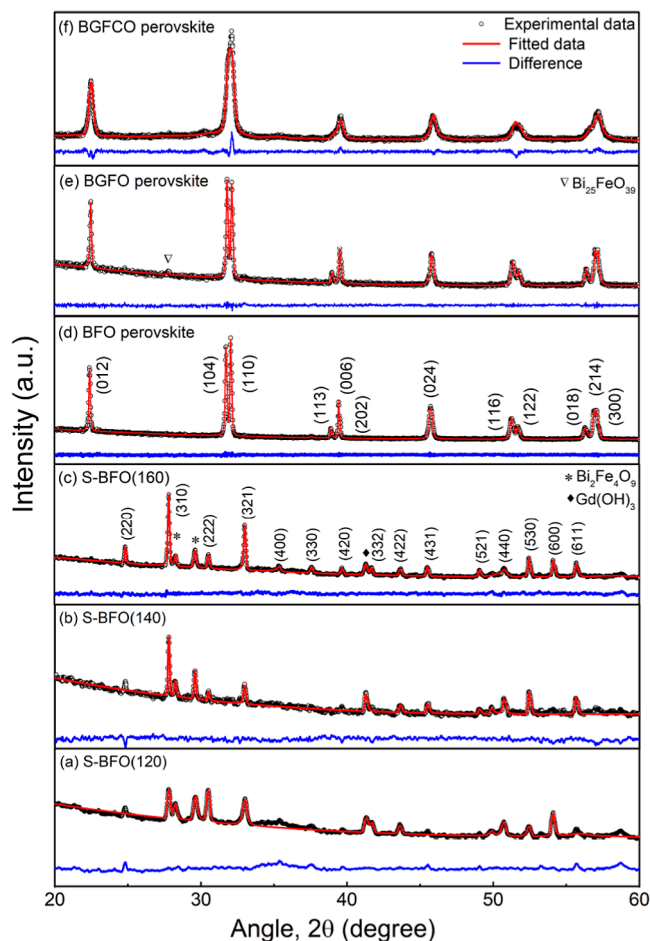 (f) BGFCO perovskite
Experimental data
Fitted data
Difference
(e) BGFO perovskite
∇ Bi₂₅FeO₃₉
∇
(d) BFO perovskite
(012)
(104)
(110)
(113)
(006)
(202)
(024)
(116)
(122)
(018)
(214)
(300)
(c) S-BFO(160)
* Bi₂Fe₄O₉
♦ Gd(OH)₃
(220)
(310)
*
*
(222)
(321)
(400)
(330)
(420)
♦
(332)
(422)
(431)
(521)
(440)
(530)
(600)
(611)
(b) S-BFO(140)
(a) S-BFO(120)
20 30 40 50 60
Angle, 2θ (degree)
Intensity (a.u.)